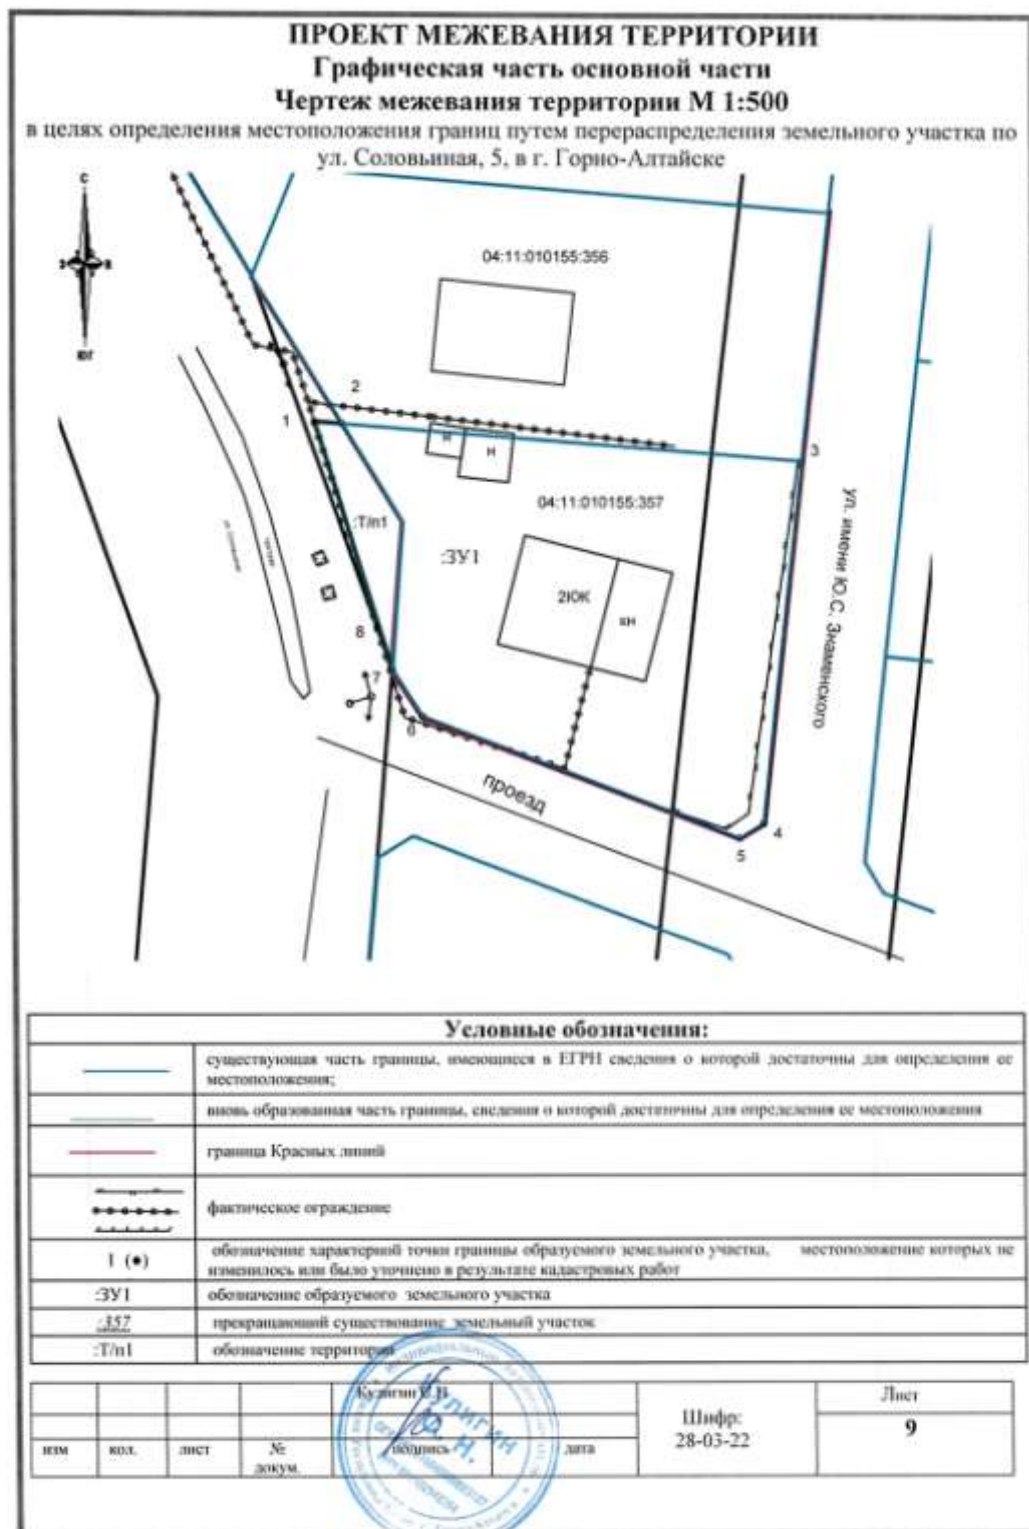 ПРОЕКТ МЕЖЕВАНИЯ ТЕРРИТОРИИ
Графическая часть основной части
Чертеж межевания территории М 1:500
в целях определения местоположения границ путем перераспределения земельного участка по
ул. Соловьиная, 5, в г. Горно-Алтайске
С
З
В
ЮГ
04:11:010155:356
2
1
3
н
н
04:11:010155:357
:Т/п1
:ЗУ1
ул. имени Ю.С. Знаменского
2КЖ
кн
8
7
6
проезд
4
5
Условные обозначения:
существующая часть границы, имеющиеся в ЕГРН сведения о которой достаточны для определения ее
местоположения;
вновь образованная часть границы, сведения о которой достаточны для определения ее местоположения
граница Красных линий
фактическое ограждение
1 (●) обозначение характерной точки границы образуемого земельного участка, местоположение которых не
изменилось или было уточнено в результате кадастровых работ
:ЗУ1 обозначение образуемого земельного участка
:357 прекращающий существование земельный участок
:Т/п1 обозначение территории
Кулигин
Шифр:
28-03-22
Лист
9
изм кол. лист № докум. подпись дата
КУЛИГИН